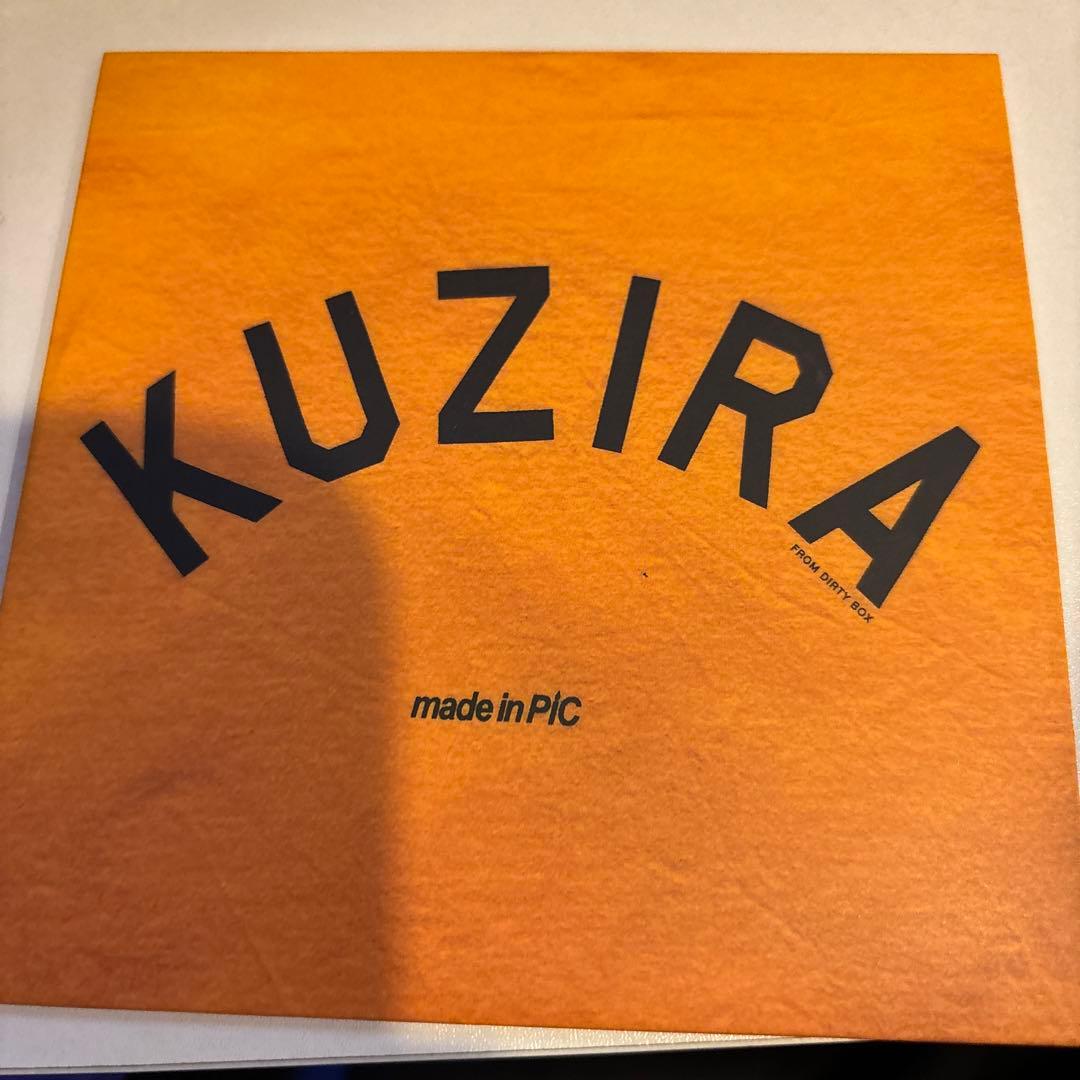 KUZIRA
FROM DIRTY BOX
made in PIC